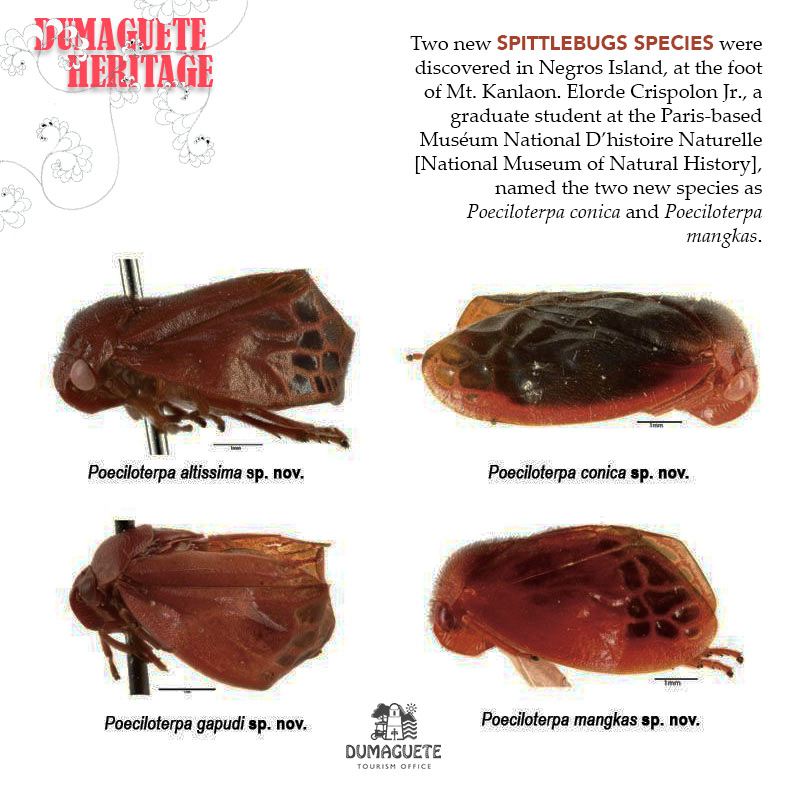 DUMAGUETE
HERITAGE
Two new SPITTLEBUGS SPECIES were
discovered in Negros Island, at the foot
of Mt. Kanlaon. Elorde Crispolon Jr., a
graduate student at the Paris-based
Muséum National D’histoire Naturelle
[National Museum of Natural History],
named the two new species as
Poeciloterpa conica and Poeciloterpa
mangkas.
1mm
1mm
Poeciloterpa altissima sp. nov.
Poeciloterpa conica sp. nov.
1mm
Poeciloterpa gapudi sp. nov.
Poeciloterpa mangkas sp. nov.
DUMAGUETE
TOURISM OFFICE